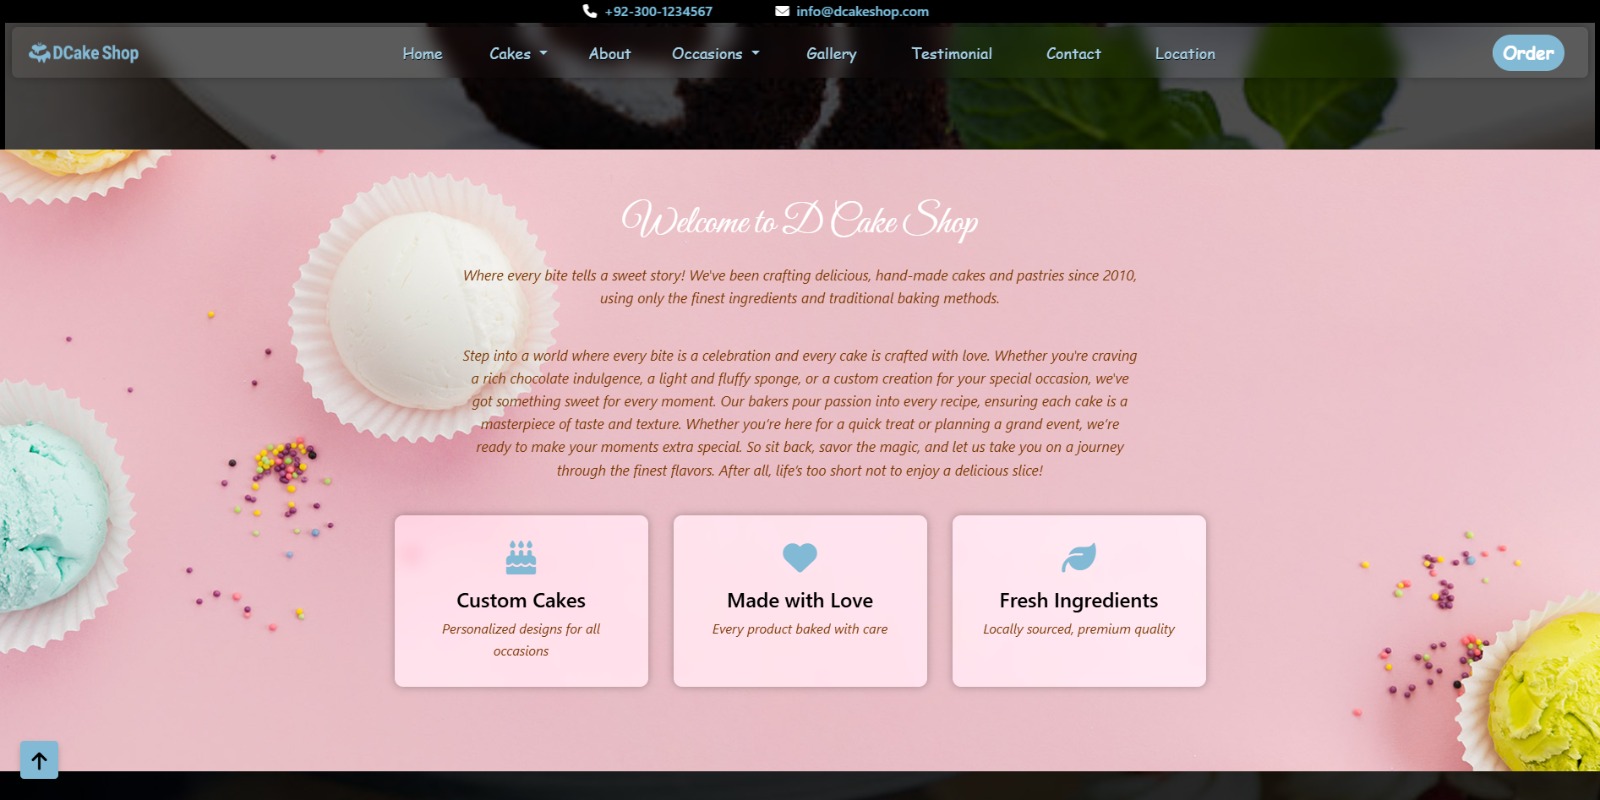 +92-300-1234567 info@dcakeshop.com
DCake Shop Home Cakes About Occasions Gallery Testimonial Contact Location Order
Welcome to D Cake Shop
Where every bite tells a sweet story! We've been crafting delicious, hand-made cakes and pastries since 2010,
using only the finest ingredients and traditional baking methods.
Step into a world where every bite is a celebration and every cake is crafted with love. Whether you're craving
a rich chocolate indulgence, a light and fluffy sponge, or a custom creation for your special occasion, we've
got something sweet for every moment. Our bakers pour passion into every recipe, ensuring each cake is a
masterpiece of taste and texture. Whether you're here for a quick treat or planning a grand event, we're
ready to make your moments extra special. So sit back, savor the magic, and let us take you on a journey
through the finest flavors. After all, life's too short not to enjoy a delicious slice!
Custom Cakes
Personalized designs for all
occasions
Made with Love
Every product baked with care
Fresh Ingredients
Locally sourced, premium quality